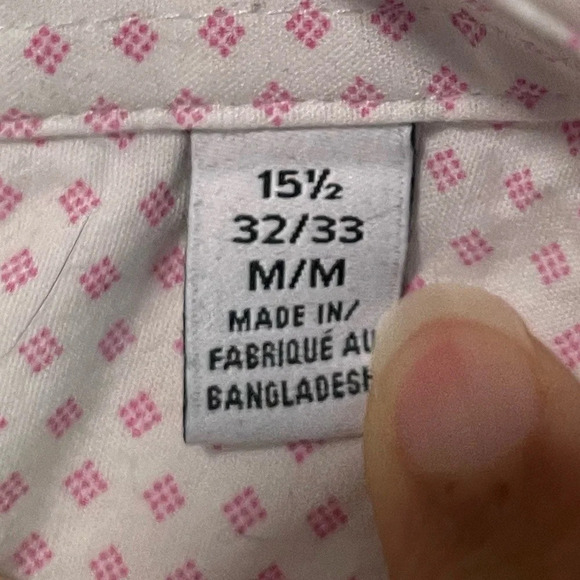 15½
32/33
M/M
MADE IN/
FABRIQUÉ AU
BANGLADESH